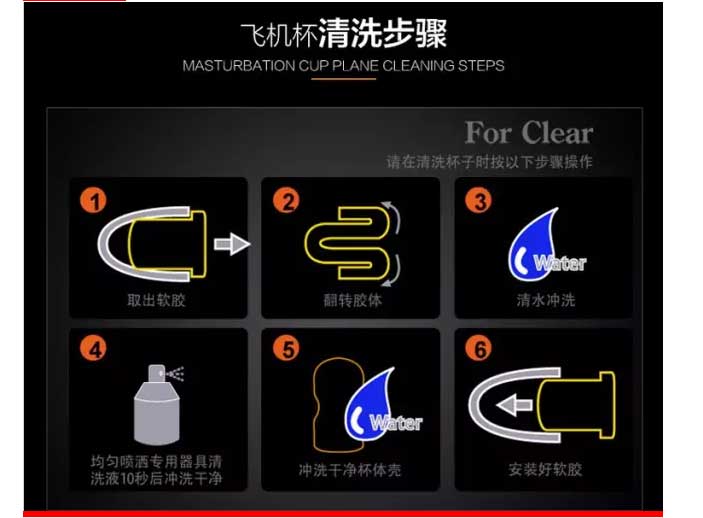 飞机杯清洗步骤
MASTURBATION CUP PLANE CLEANING STEPS
For Clear
请在清洗杯子时按以下步骤操作
1
取出软胶
2
翻转胶体
3
Water
清水冲洗
4
均匀喷洒专用器具清
洗液10秒后冲洗干净
5
Water
冲洗干净杯体壳
6
安装好软胶